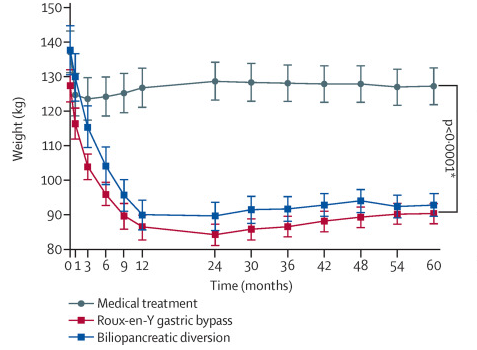 150
140
130
120
110
100
90
80
Weight (kg)
0 1 3 6 9 12 24 30 36 42 48 54 60
Time (months)
p<0·0001*
Medical treatment
Roux-en-Y gastric bypass
Biliopancreatic diversion